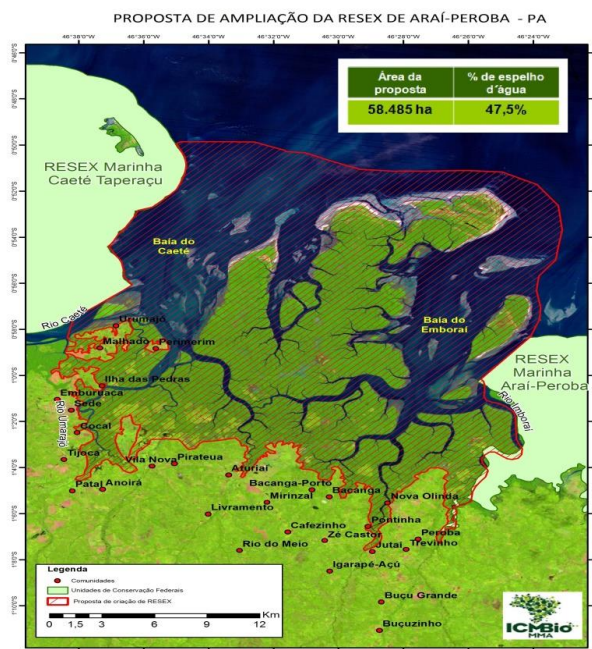 PROPOSTA DE AMPLIAÇÃO DA RESEX DE ARAÍ-PEROBA - PA
46°38'0"S 46°36'0"S 46°34'0"S 46°32'0"S 46°30'0"S 46°28'0"S 46°26'0"S 46°24'0"S
Área da proposta
% de espelho d´água
58.485 ha
47,5%
RESEX Marinha
Caeté Taperaçu
Baía do
Caeté
Baía do
Emboraí
Rio Caeté
Urumajó
Malhado
Perimerim
RESEX
Marinha
Araí-Peroba
Rio Imboraí
Ilha das Pedras
Emburaça
Sede
Rio Urumajó
Cocal
Tijoca
Vila Nova
Pirateua
Aturiaí
Patal
Anoirá
Bacanga-Porto
Bacanga
Mirinzal
Nova Olinda
Livramento
Pontinha
Cafezinho
Zé Castor
Peroba
Rio do Meio
Jutaí
Trevinho
Igarapé-Açú
Buçu Grande
Buçuzinho
Legenda
Comunidades
Unidades de Conservação Federais
Proposta de criação de RESEX
0 1,5 3 6 9 12 Km
ICMBio
MMA